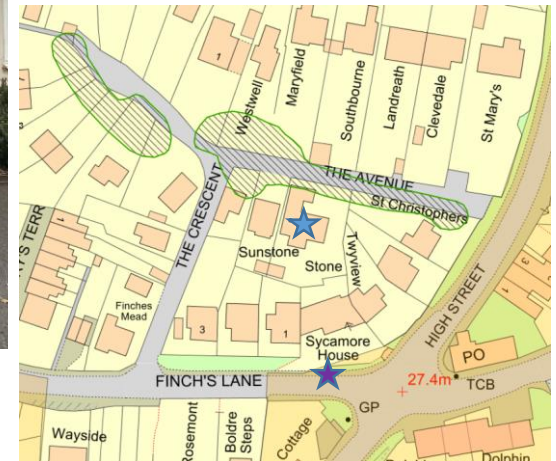 1
Westwell
Maryfield
Southbourne
Landreath
Clevedale
St Mary's
THE AVENUE
St Christophers
THE CRESCENT
Sunstone
Stone
Twyview
S TERR
1
Finches
Mead
3
1
Sycamore
House
HIGH STREET
3
PO
TCB
27.4m
FINCH'S LANE
GP
Wayside
Rosemont
Boldre
Steps
Cottage
Dolphin